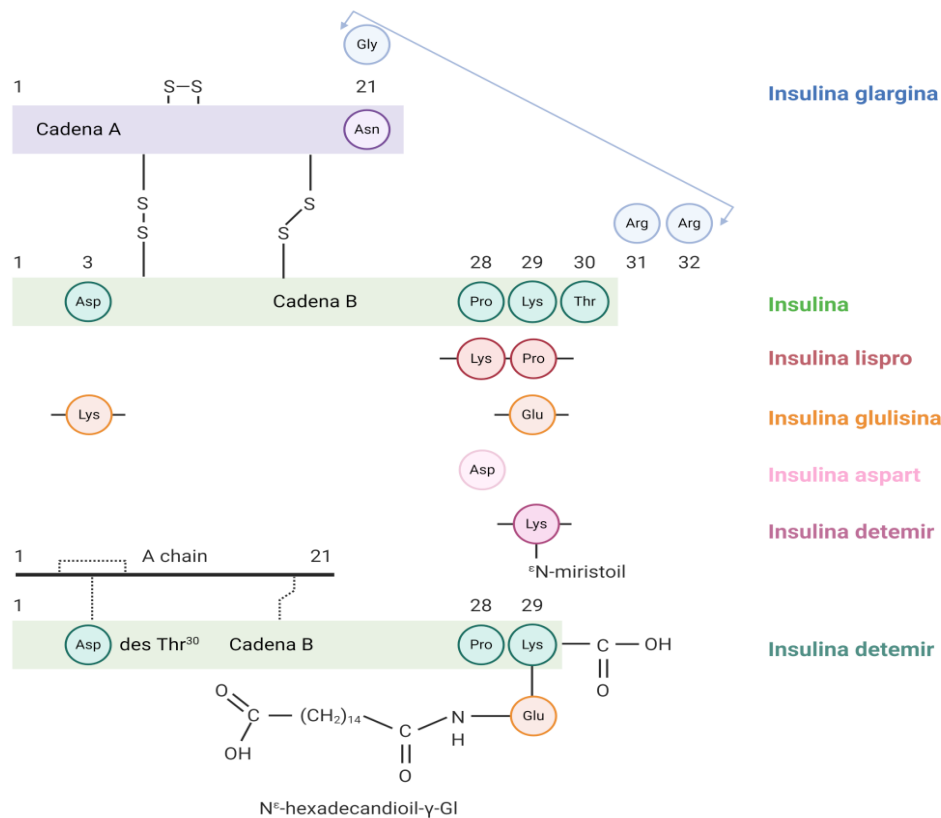 Gly
1 S–S 21
Insulina glargina
Cadena A Asn
S S
S S
Arg Arg
1 3 28 29 30 31 32
Asp Cadena B Pro Lys Thr Insulina
Lys Pro Insulina lispro
Lys Glu Insulina glulisina
Asp Insulina aspart
Lys Insulina detemir
1 A chain 21
εN-miristoil
1 28 29
Asp des Thr³⁰ Cadena B Pro Lys C OH Insulina detemir
O
O C (CH₂)₁₄ C N Glu
H
OH O
Nε-hexadecandioil-γ-Gl